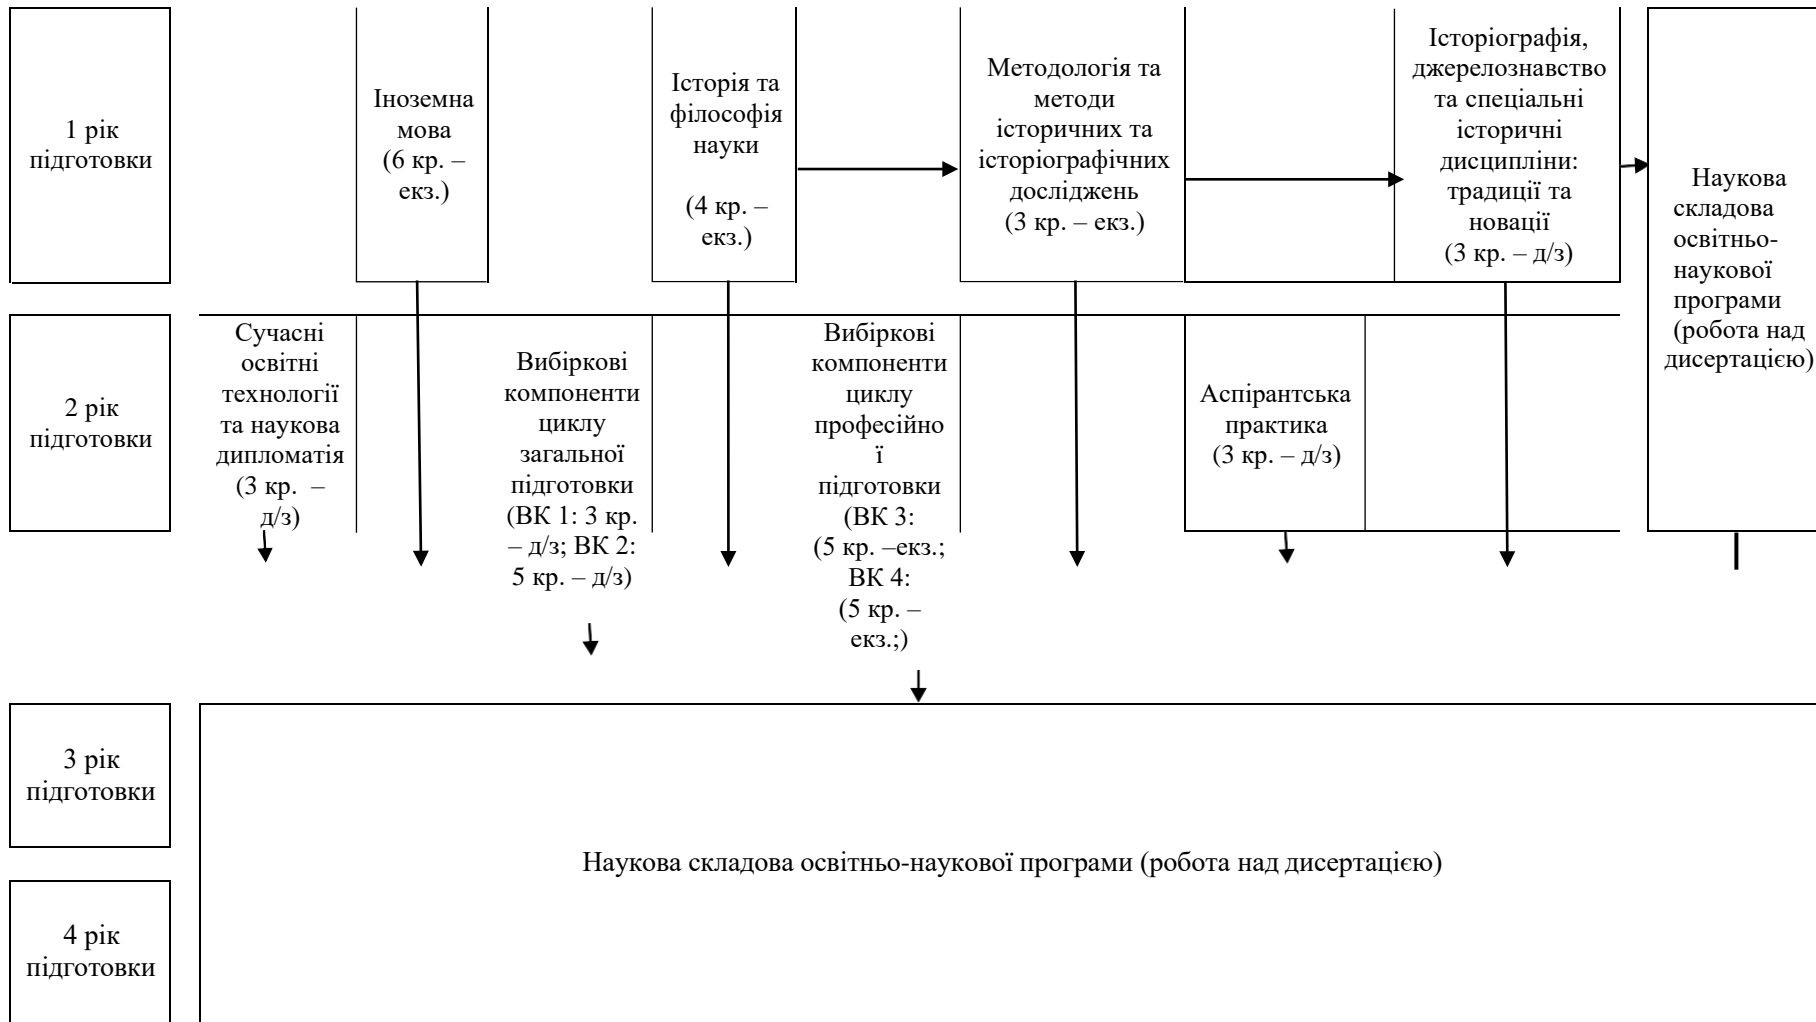 1 рік
підготовки
Іноземна
мова
(6 кр. –
екз.)
Історія та
філософія
науки
(4 кр. –
екз.)
Методологія та
методи
історичних та
історіографічних
досліджень
(3 кр. – екз.)
Історіографія,
джерелознавство
та спеціальні
історичні
дисципліни:
традиції та
новації
(3 кр. – д/з)
Наукова
складова
освітньо-
наукової
програми
(робота над
дисертацією)
2 рік
підготовки
Сучасні
освітні
технології
та наукова
дипломатія
(3 кр. –
д/з)
Вибіркові
компоненти
циклу
загальної
підготовки
(ВК 1: 3 кр.
– д/з; ВК 2:
5 кр. – д/з)
Вибіркові
компоненти
циклу
професійно
ї
підготовки
(ВК 3:
(5 кр. –екз.;
ВК 4:
(5 кр. –
екз.;)
Аспірантська
практика
(3 кр. – д/з)
3 рік
підготовки
Наукова складова освітньо-наукової програми (робота над дисертацією)
4 рік
підготовки